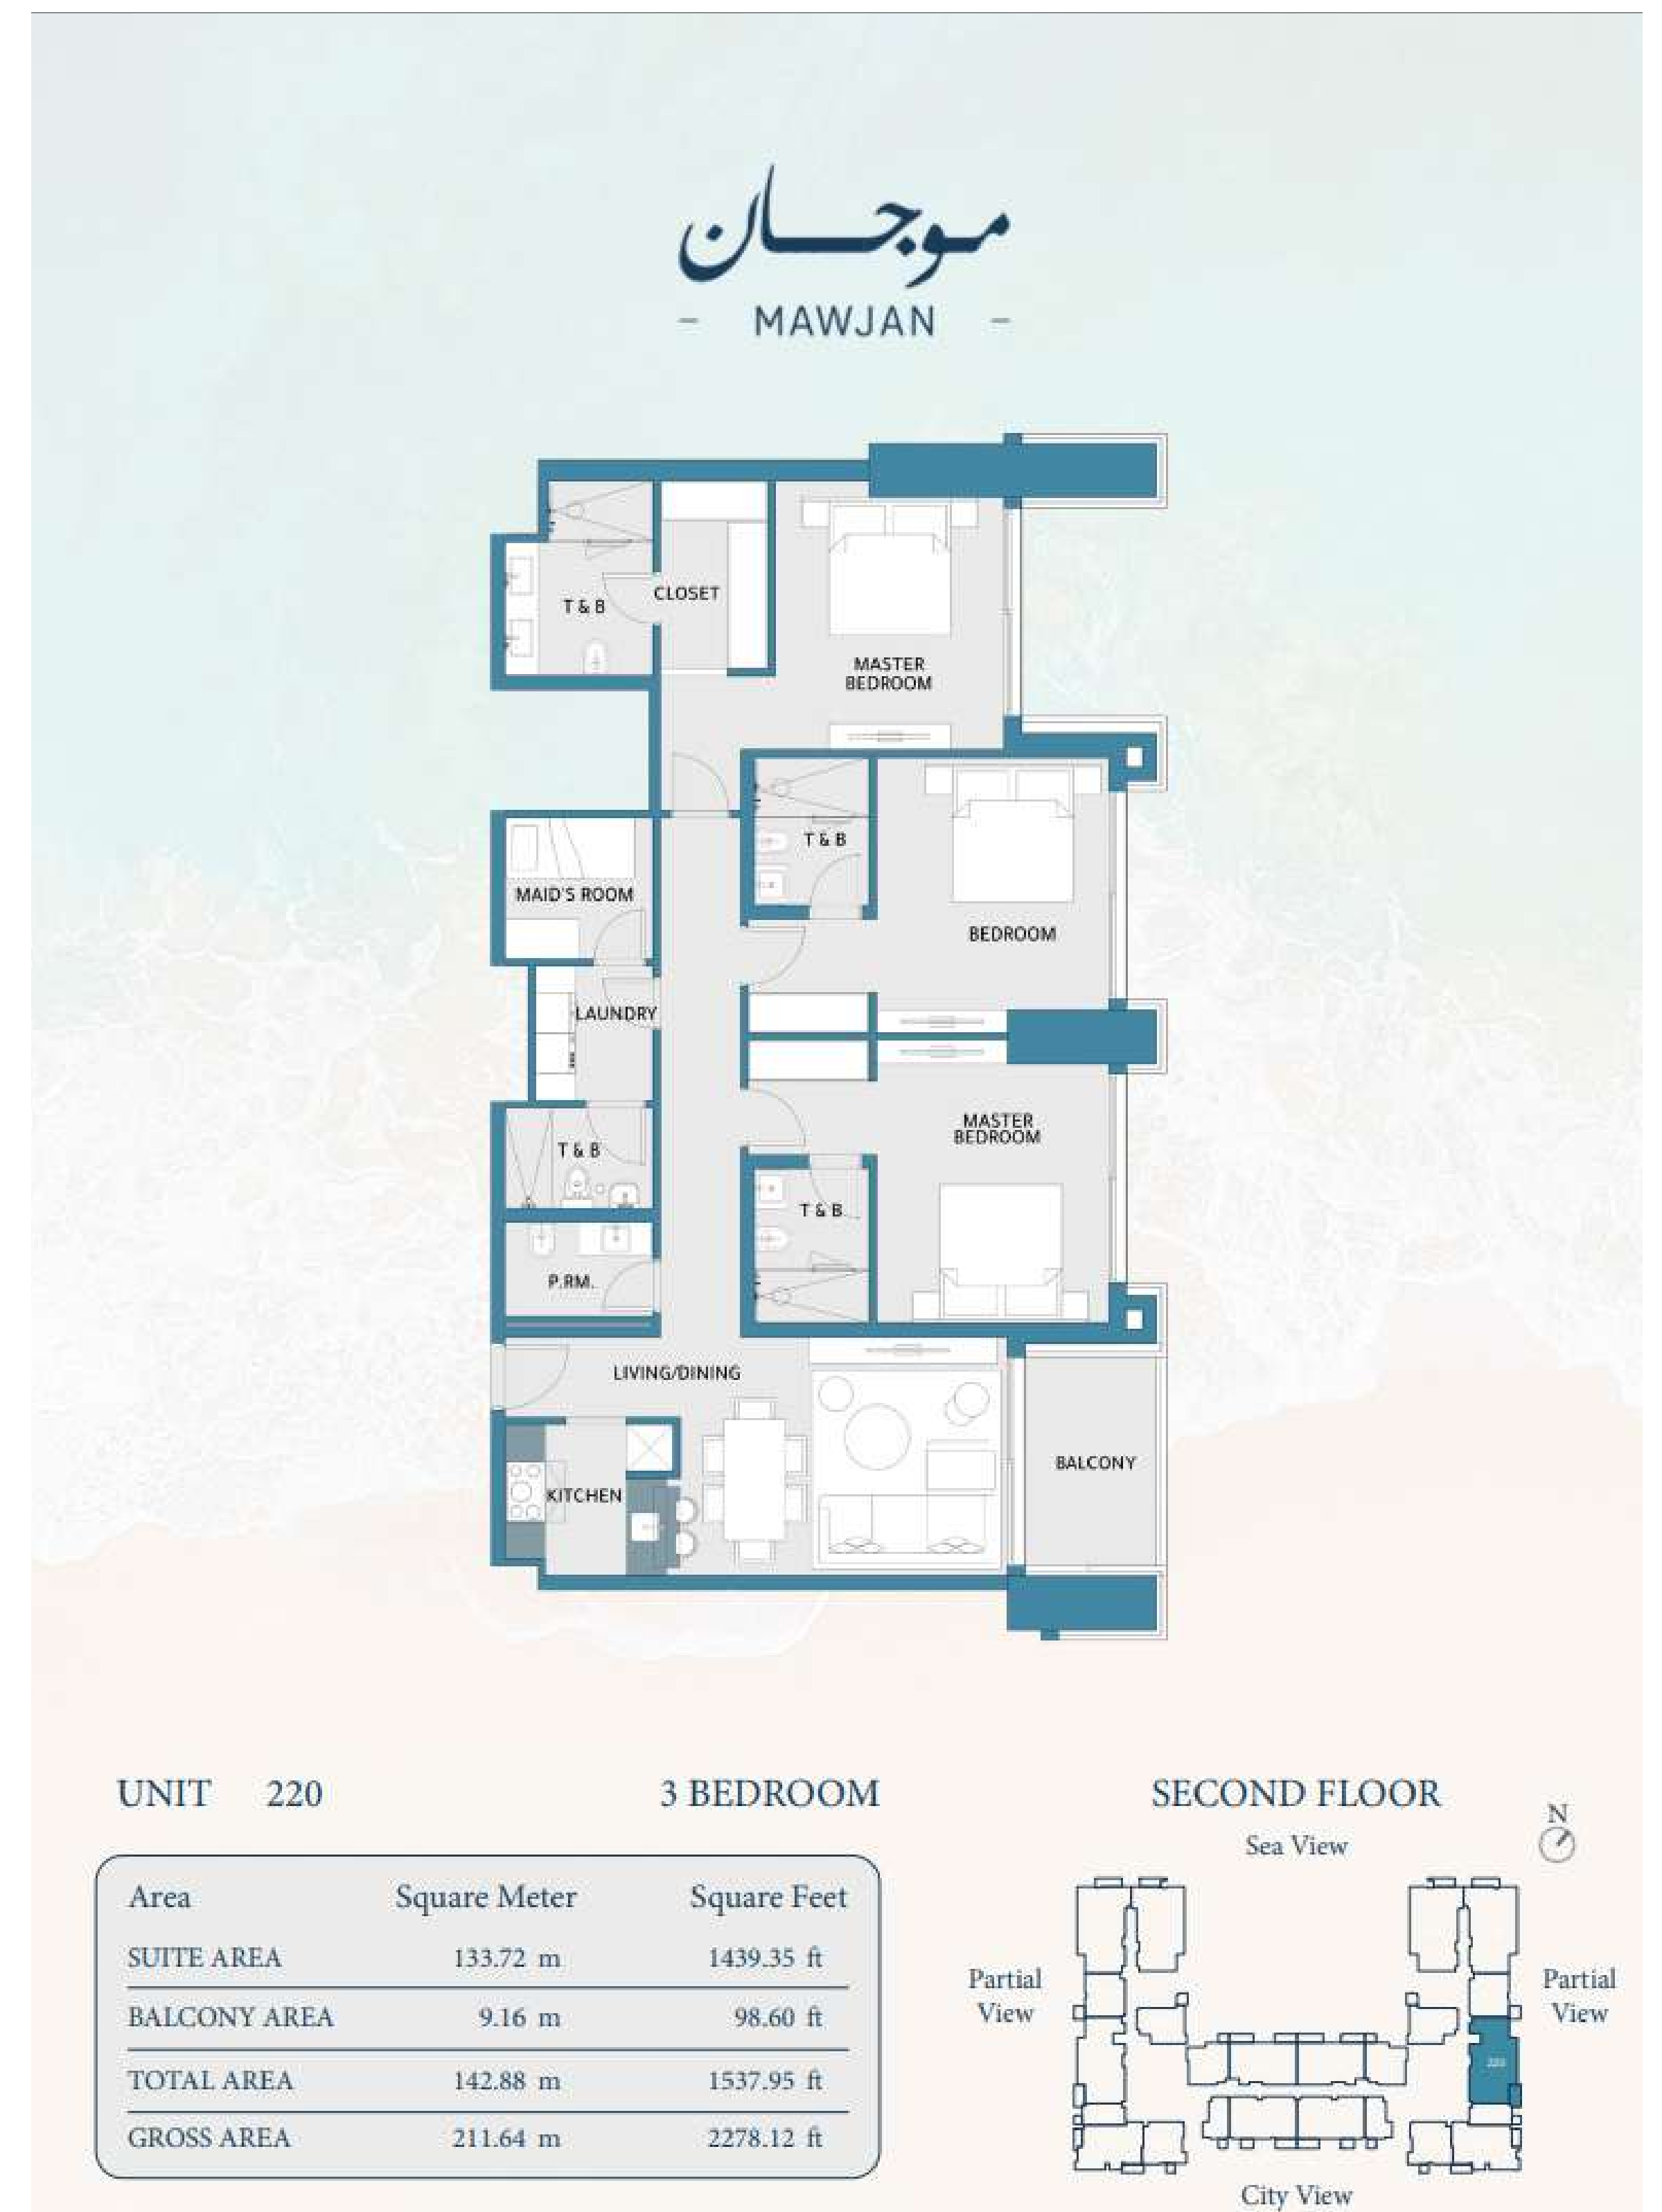 موجان
- MAWJAN -
T & B
CLOSET
MASTER
BEDROOM
T & B
MAID'S ROOM
BEDROOM
LAUNDRY
MASTER
BEDROOM
T & B
T & B
P.RM.
LIVING/DINING
BALCONY
KITCHEN
UNIT 220
3 BEDROOM
SECOND FLOOR
Area Square Meter Square Feet
SUITE AREA 133.72 m 1439.35 ft
BALCONY AREA 9.16 m 98.60 ft
TOTAL AREA 142.88 m 1537.95 ft
GROSS AREA 211.64 m 2278.12 ft
N
Sea View
Partial
View
Partial
View
220
City View